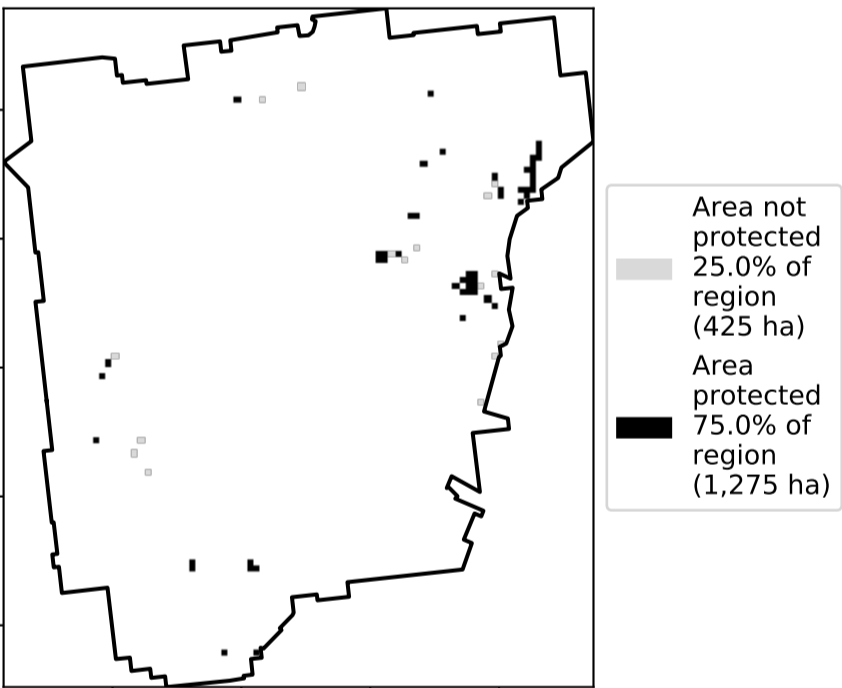 Area not
protected
25.0% of
region
(425 ha)
Area
protected
75.0% of
region
(1,275 ha)